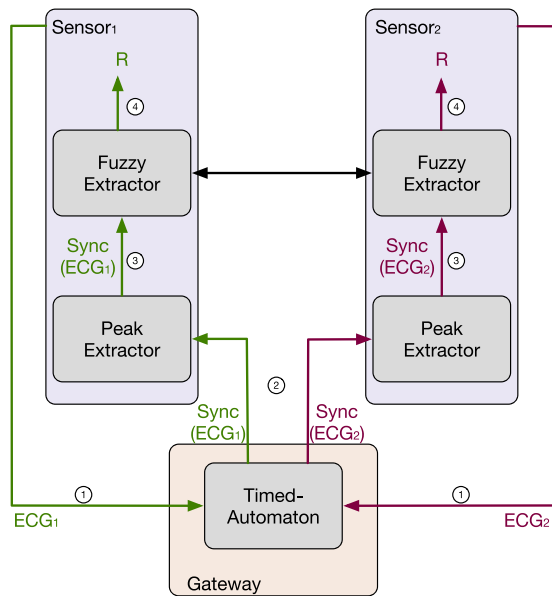 Sensor₁
Sensor₂
R
R
④
④
Fuzzy
Extractor
Fuzzy
Extractor
Sync
(ECG₁)
③
Sync
(ECG₂)
③
Peak
Extractor
Peak
Extractor
②
Sync
(ECG₁)
Sync
(ECG₂)
①
①
Timed-
Automaton
ECG₁
ECG₂
Gateway